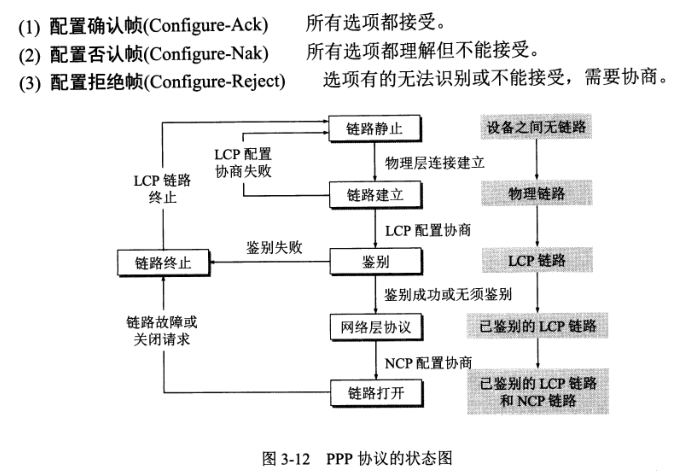 (1) 配置确认帧(Configure-Ack) 所有选项都接受。
(2) 配置否认帧(Configure-Nak) 所有选项都理解但不能接受。
(3) 配置拒绝帧(Configure-Reject) 选项有的无法识别或不能接受，需要协商。
链路静止
设备之间无链路
LCP 配置
协商失败
物理层连接建立
LCP 链路
终止
链路建立
物理链路
LCP 配置协商
鉴别失败
链路终止
鉴别
LCP 链路
鉴别成功或无须鉴别
链路故障或
关闭请求
网络层协议
已鉴别的 LCP 链路
NCP 配置协商
链路打开
已鉴别的 LCP 链路
和 NCP 链路
图 3-12 PPP 协议的状态图